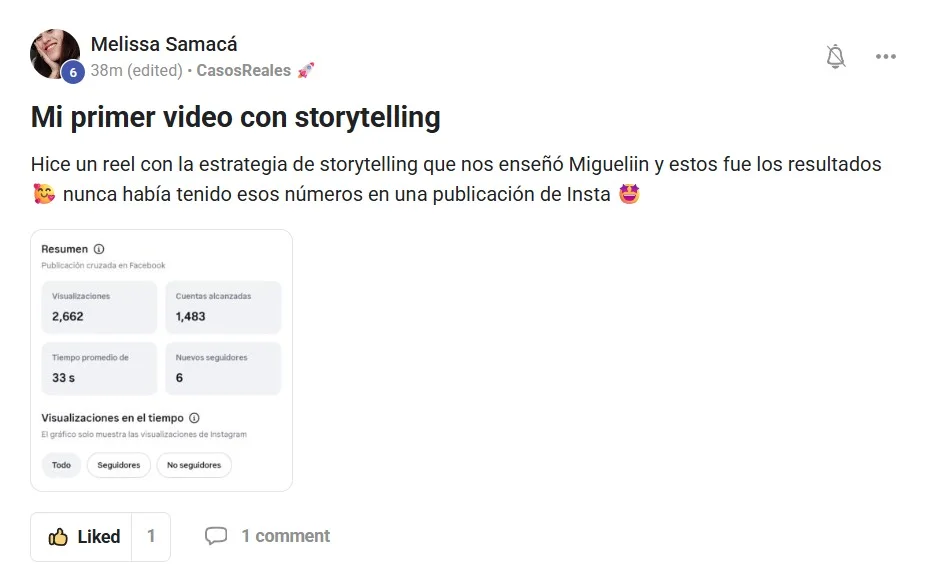 Melissa Samacá
6 38m (edited) • CasosReales 🚀
Mi primer video con storytelling
Hice un reel con la estrategia de storytelling que nos enseñó Migueliin y estos fue los resultados
🥰 nunca había tenido esos números en una publicación de Insta 🤩
Resumen
Publicación cruzada en Facebook
Visualizaciones Cuentas alcanzadas
2,662 1,483
Tiempo promedio de Nuevos seguidores
33 s 6
Visualizaciones en el tiempo
El gráfico solo muestra las visualizaciones de Instagram
Todo Seguidores No seguidores
👍 Liked 1 1 comment